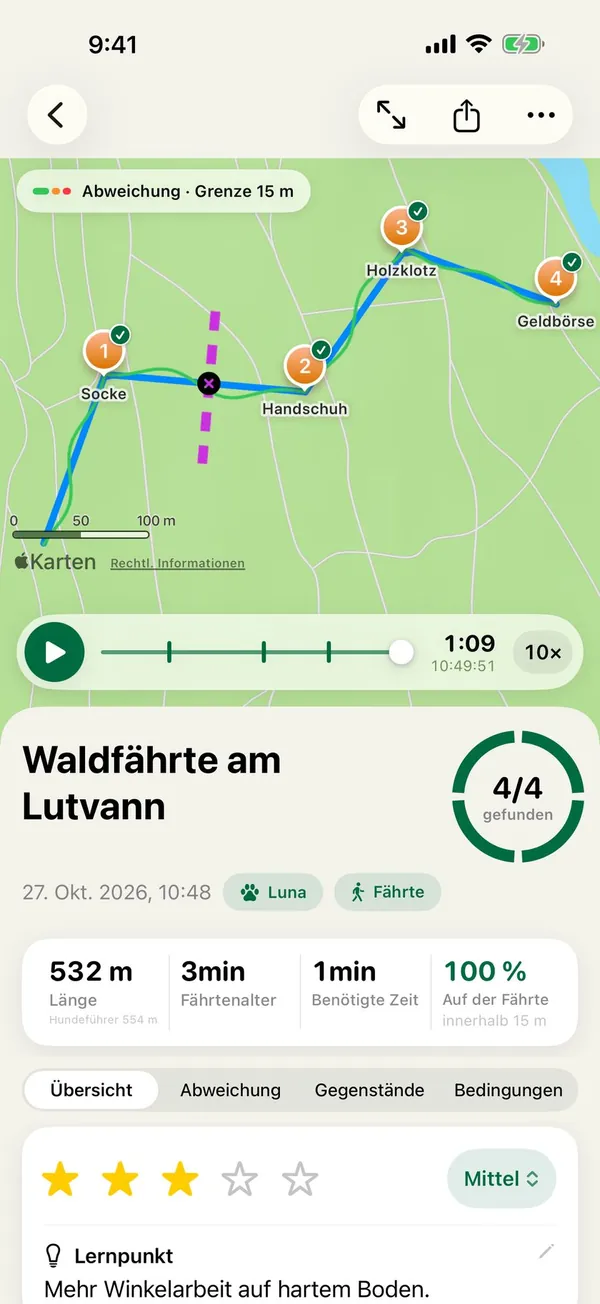 9:41
Abweichung · Grenze 15 m
3
Holzklotz
4
Geldbörse
1
Socke
2
Handschuh
0 50 100 m
Karten Rechtl. Informationen
1:09
10:49:51
10×
Waldfährte am
Lutvann
4/4
gefunden
27. Okt. 2026, 10:48 Luna Fährte
532 m 3min 1min 100 %
Länge Fährtenalter Benötigte Zeit Auf der Fährte
Hundeführer 554 m innerhalb 15 m
Übersicht Abweichung Gegenstände Bedingungen
Mittel
Lernpunkt
Mehr Winkelarbeit auf hartem Boden.